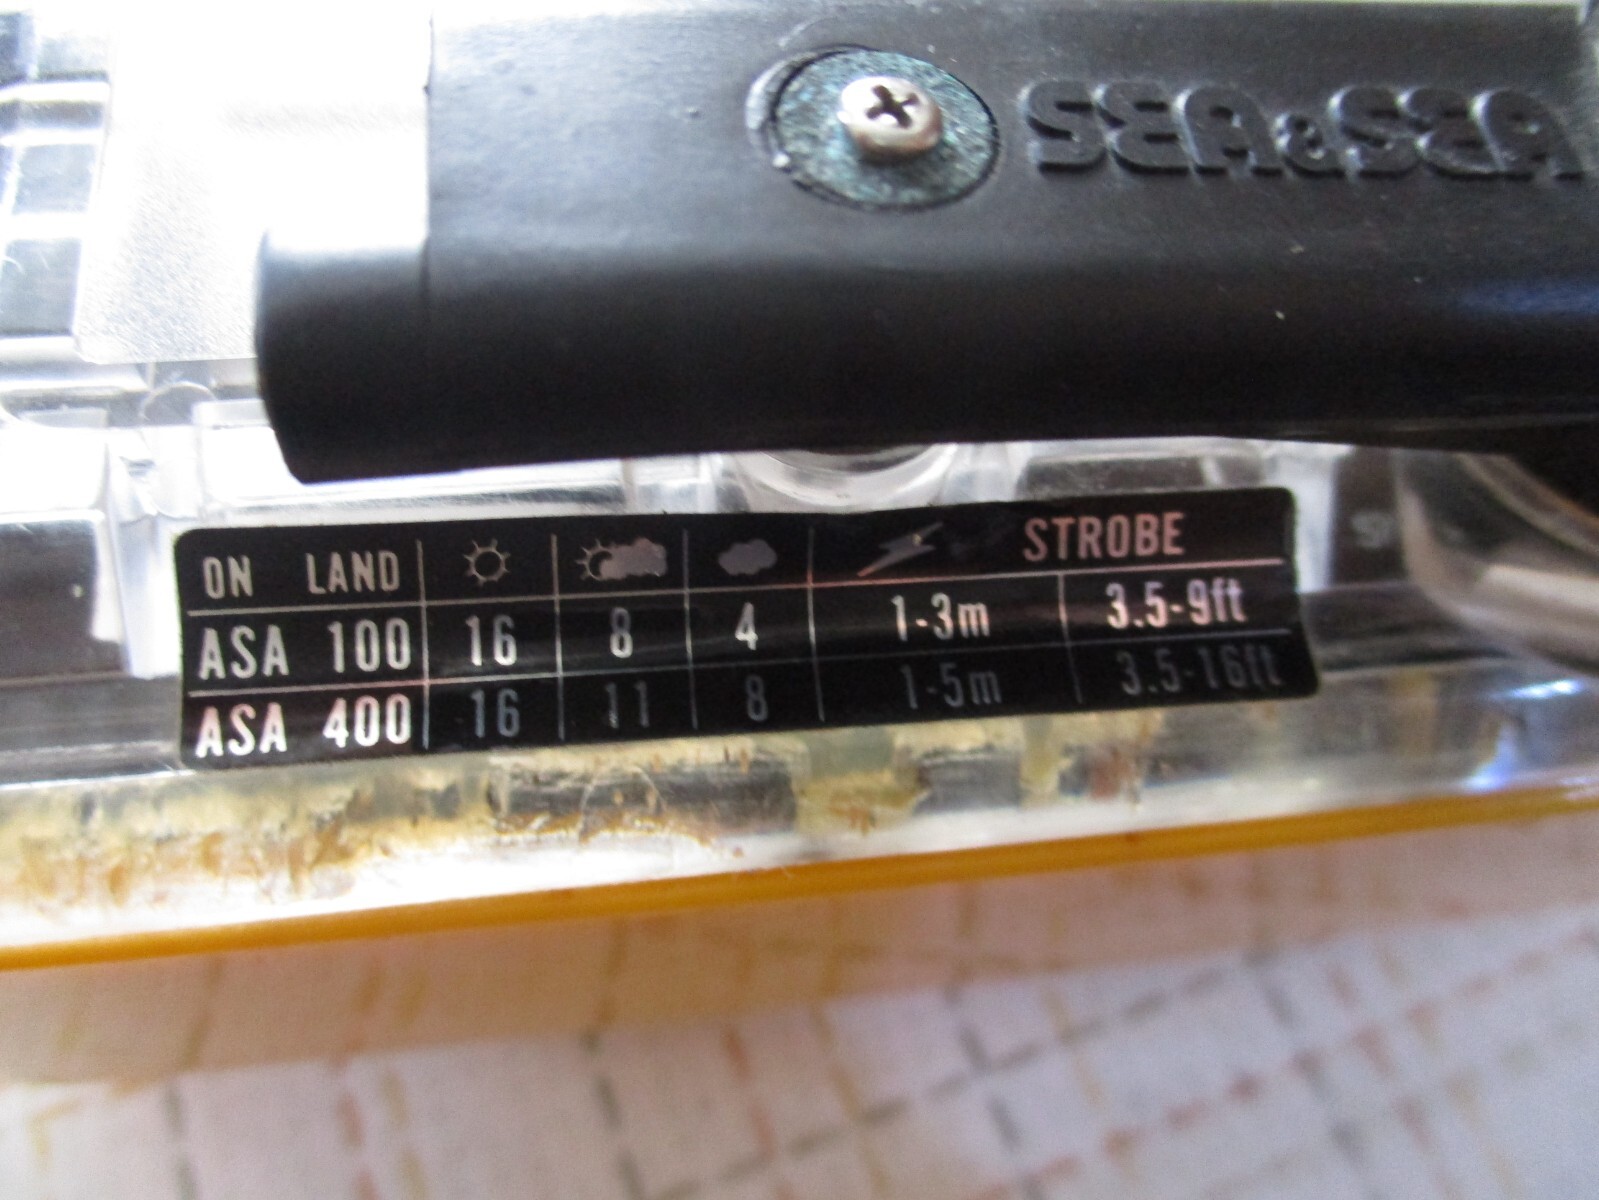 SEA&SEA
ON LAND STROBE
ASA 100 16 8 4 1-3m 3.5-9ft
ASA 400 16 11 8 1-5m 3.5-16ft